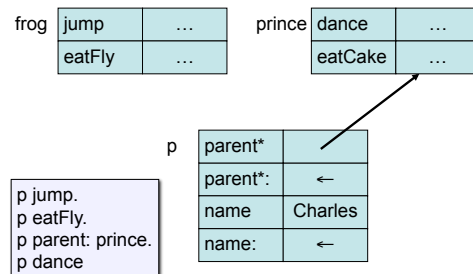 frog jump … prince dance …
eatFly … eatCake …
p parent*
parent*: ←
name Charles
name: ←
p jump.
p eatFly.
p parent: prince.
p dance